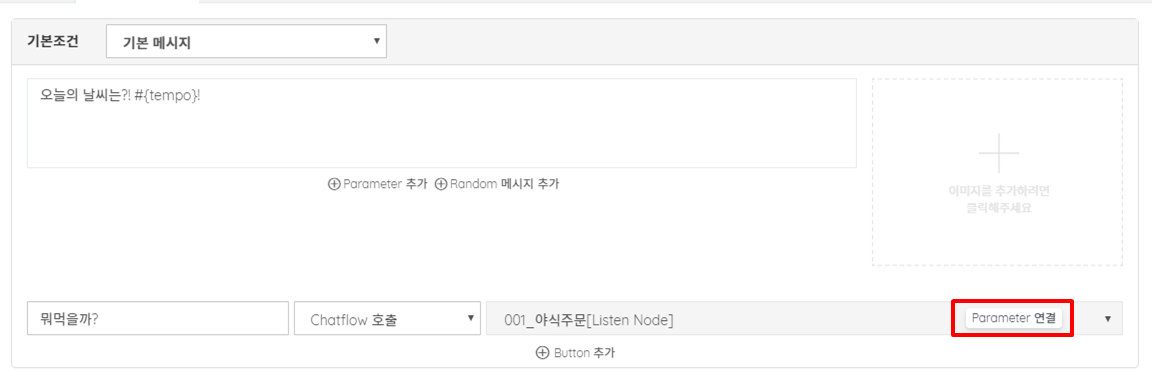 기본조건 기본 메시지
오늘의 날씨는?! #{tempo}!
이미지를 추가하려면
클릭해주세요
Parameter 추가 Random 메시지 추가
뭐먹을까? Chatflow 호출 001_야식주문[Listen Node] Parameter 연결
Button 추가